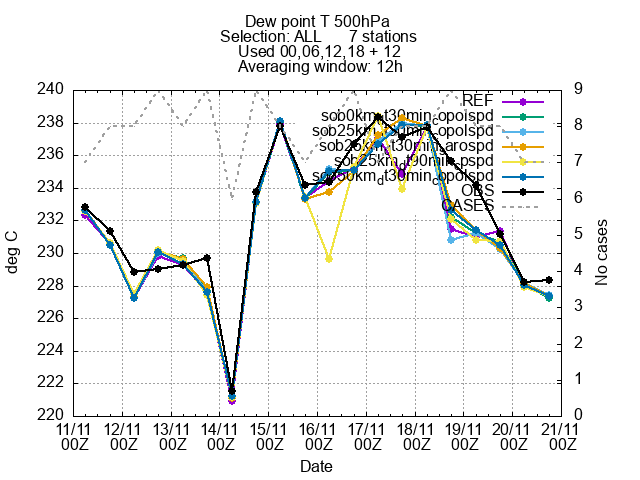 Dew point T 500hPa
Selection: ALL 7 stations
Used 00,06,12,18 + 12
Averaging window: 12h
240
238
236
234
232
230
228
226
224
222
220
deg C
9
8
7
6
5
4
3
2
1
0
No cases
REF
OBS
CASES
11/11 12/11 13/11 14/11 15/11 16/11 17/11 18/11 19/11 20/11 21/11
00Z 00Z 00Z 00Z 00Z 00Z 00Z 00Z 00Z 00Z 00Z
Date